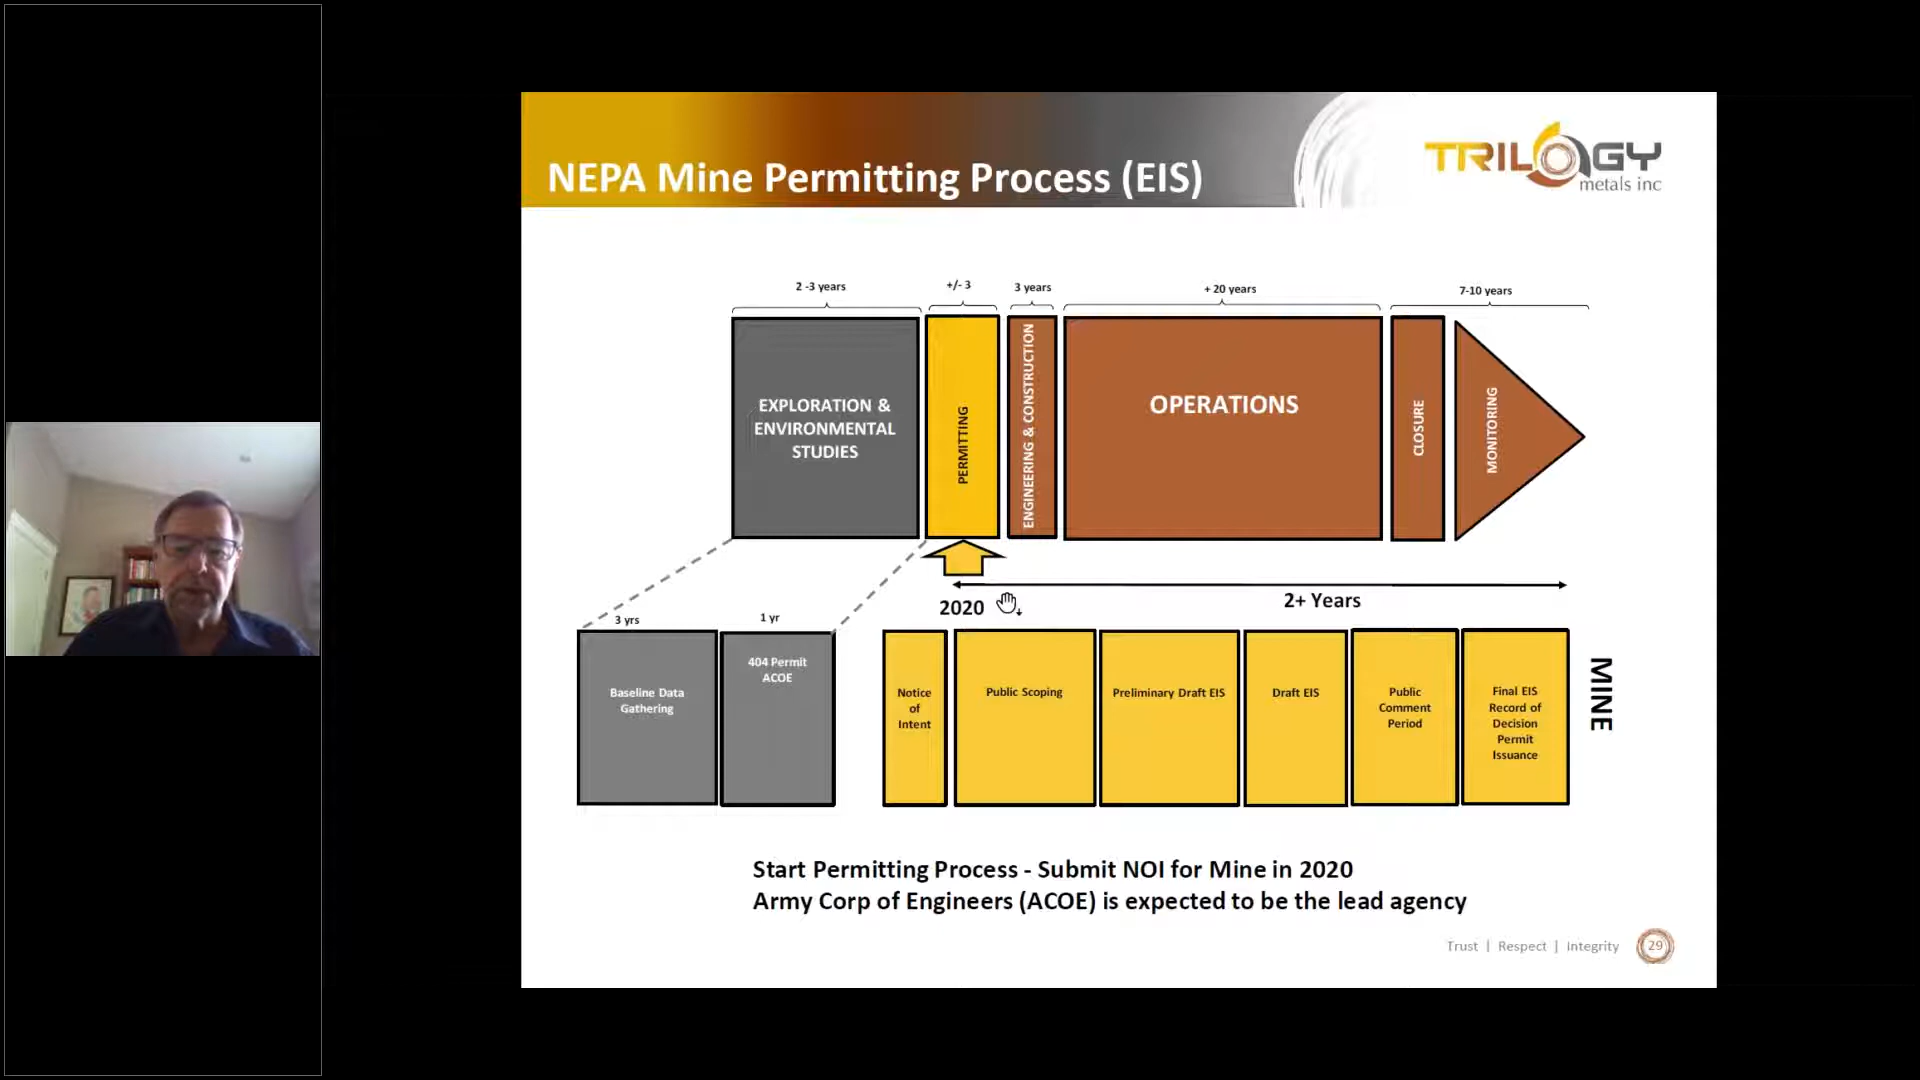 NEPA Mine Permitting Process (EIS)
TRILOGY
metals inc
2 -3 years
+/- 3
3 years
+ 20 years
7-10 years
EXPLORATION &
ENVIRONMENTAL
STUDIES
PERMITTING
ENGINEERING & CONSTRUCTION
OPERATIONS
CLOSURE
MONITORING
2020
2+ Years
3 yrs
1 yr
Baseline Data
Gathering
404 Permit
ACOE
Notice
of
Intent
Public Scoping
Preliminary Draft EIS
Draft EIS
Public
Comment
Period
Final EIS
Record of
Decision
Permit
Issuance
MINE
Start Permitting Process - Submit NOI for Mine in 2020
Army Corp of Engineers (ACOE) is expected to be the lead agency
Trust | Respect | Integrity
29